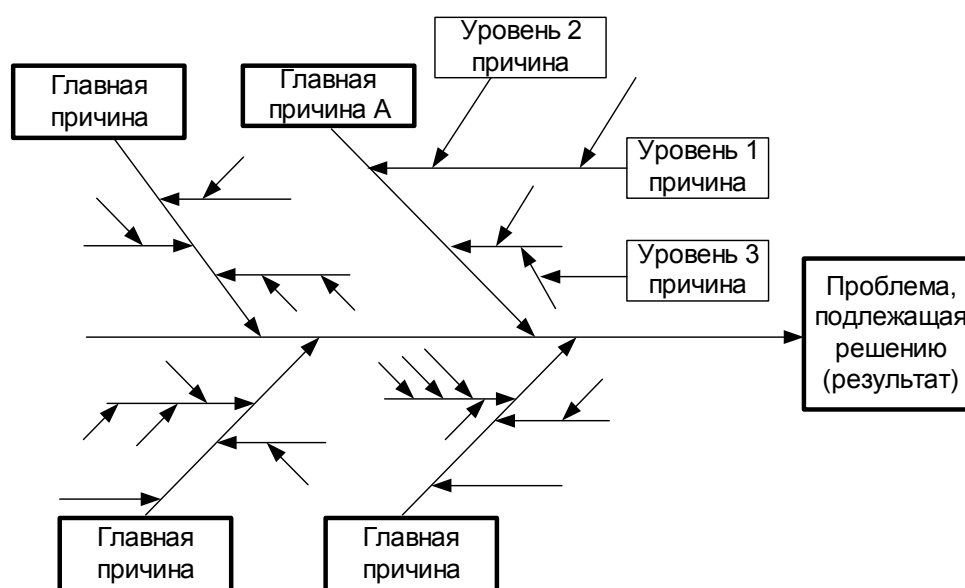 Уровень 2
причина
Главная
причина
Главная
причина А
Уровень 1
причина
Уровень 3
причина
Проблема,
подлежащая
решению
(результат)
Главная
причина
Главная
причина